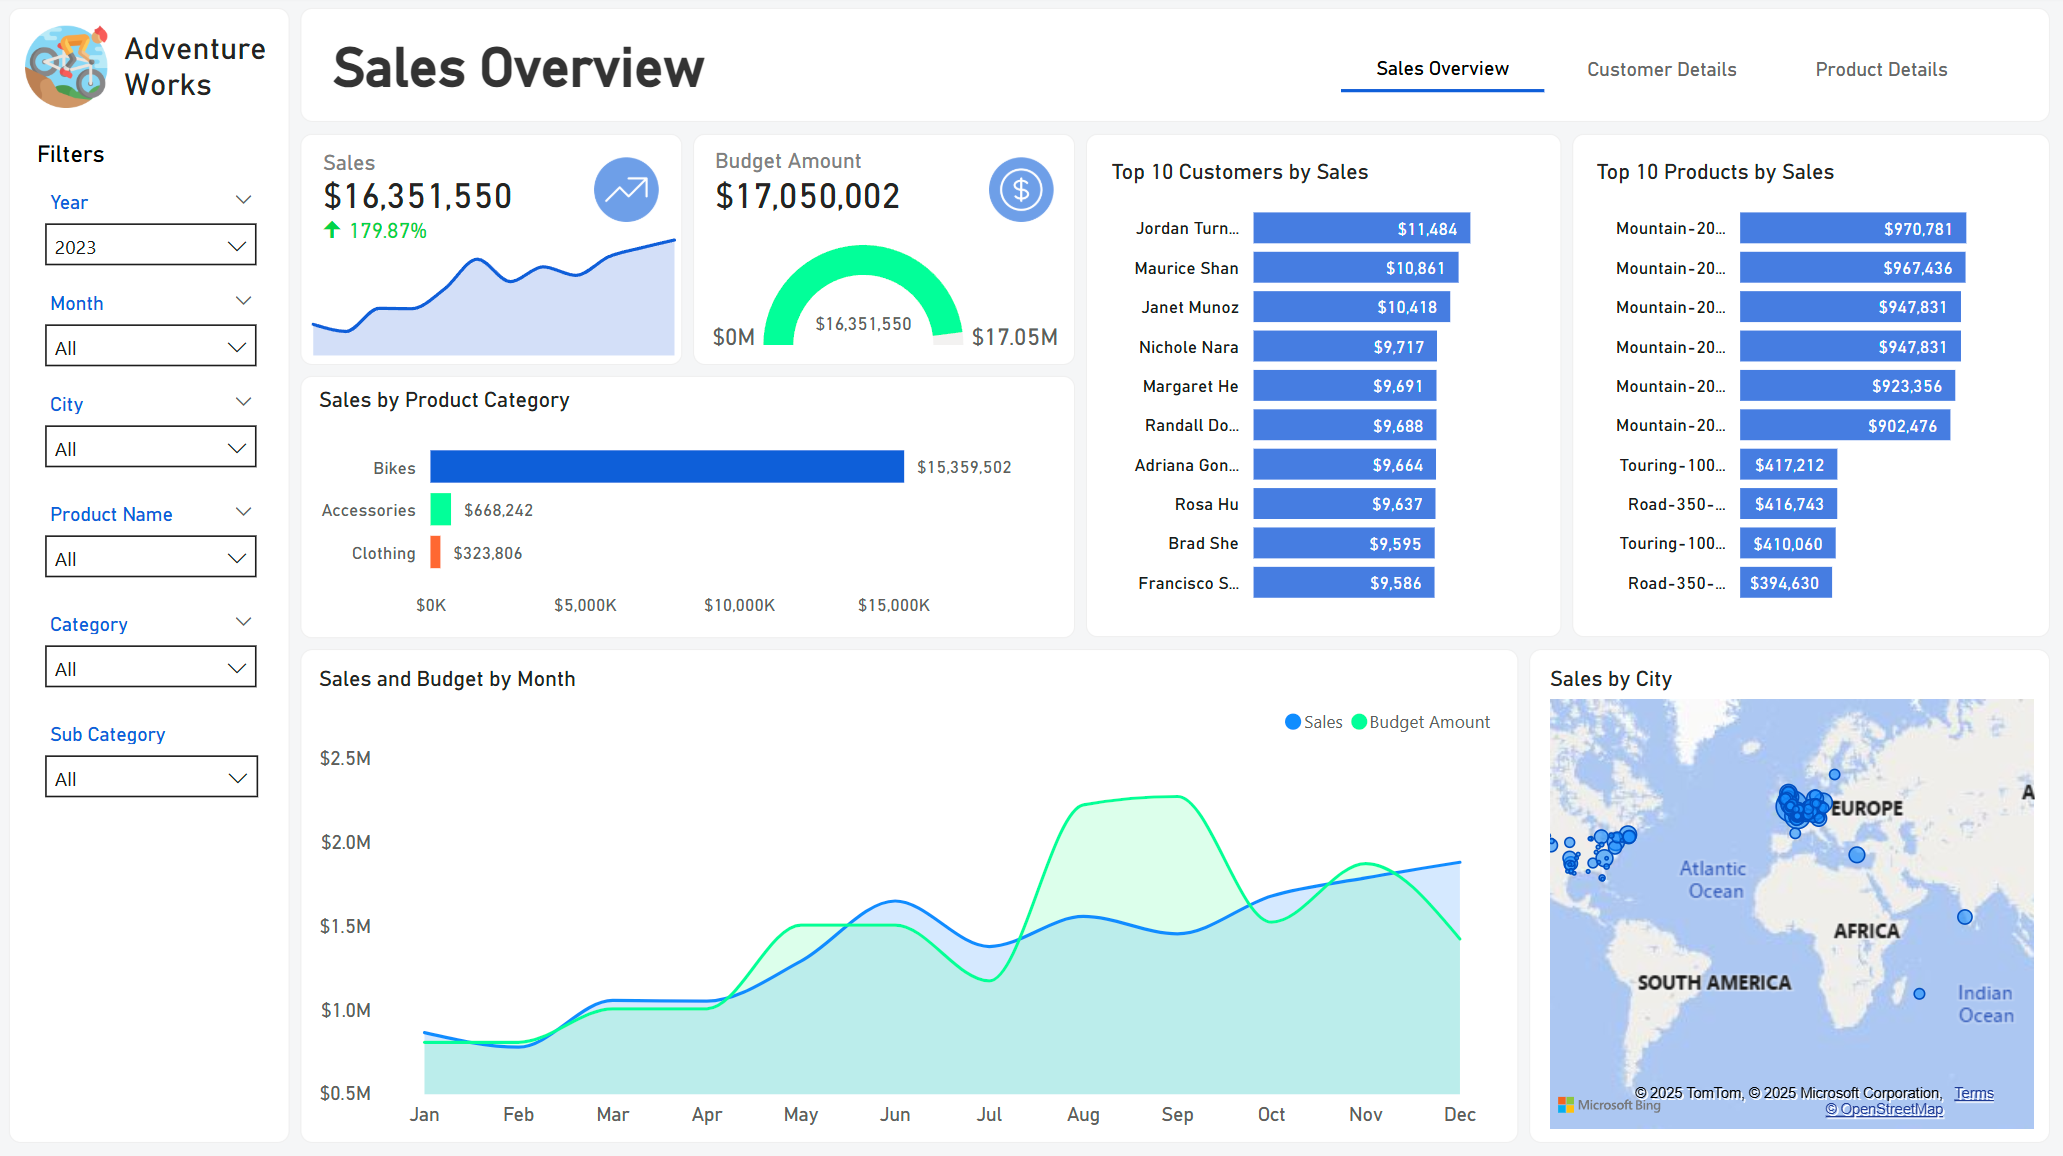 Adventure
Works
Sales Overview
Sales Overview
Customer Details
Product Details
Filters
Year
2023
Month
All
City
All
Product Name
All
Category
All
Sub Category
All
Sales
$16,351,550
179.87%
Budget Amount
$17,050,002
$16,351,550
$0M
$17.05M
Sales by Product Category
Bikes $15,359,502
Accessories $668,242
Clothing $323,806
$0K $5,000K $10,000K $15,000K
Top 10 Customers by Sales
Jordan Turn... $11,484
Maurice Shan $10,861
Janet Munoz $10,418
Nichole Nara $9,717
Margaret He $9,691
Randall Do... $9,688
Adriana Gon... $9,664
Rosa Hu $9,637
Brad She $9,595
Francisco S... $9,586
Top 10 Products by Sales
Mountain-20... $970,781
Mountain-20... $967,436
Mountain-20... $947,831
Mountain-20... $947,831
Mountain-20... $923,356
Mountain-20... $902,476
Touring-100... $417,212
Road-350-... $416,743
Touring-100... $410,060
Road-350-... $394,630
Sales and Budget by Month
Sales Budget Amount
$2.5M
$2.0M
$1.5M
$1.0M
$0.5M
Jan Feb Mar Apr May Jun Jul Aug Sep Oct Nov Dec
Sales by City
A
EUROPE
Atlantic
Ocean
AFRICA
SOUTH AMERICA
Indian
Ocean
© 2025 TomTom, © 2025 Microsoft Corporation, Terms
Microsoft Bing
© OpenStreetMap